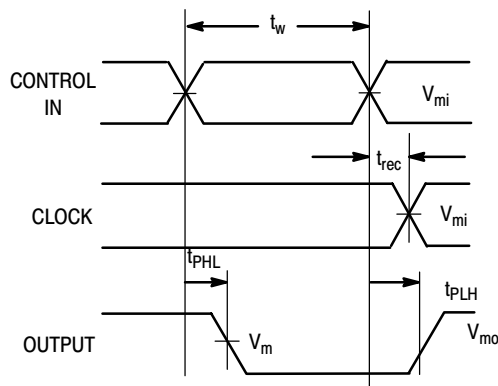 t_w
CONTROL
IN
V_mi
t_rec
CLOCK
V_mi
t_PHL
t_PLH
OUTPUT
V_m
V_mo